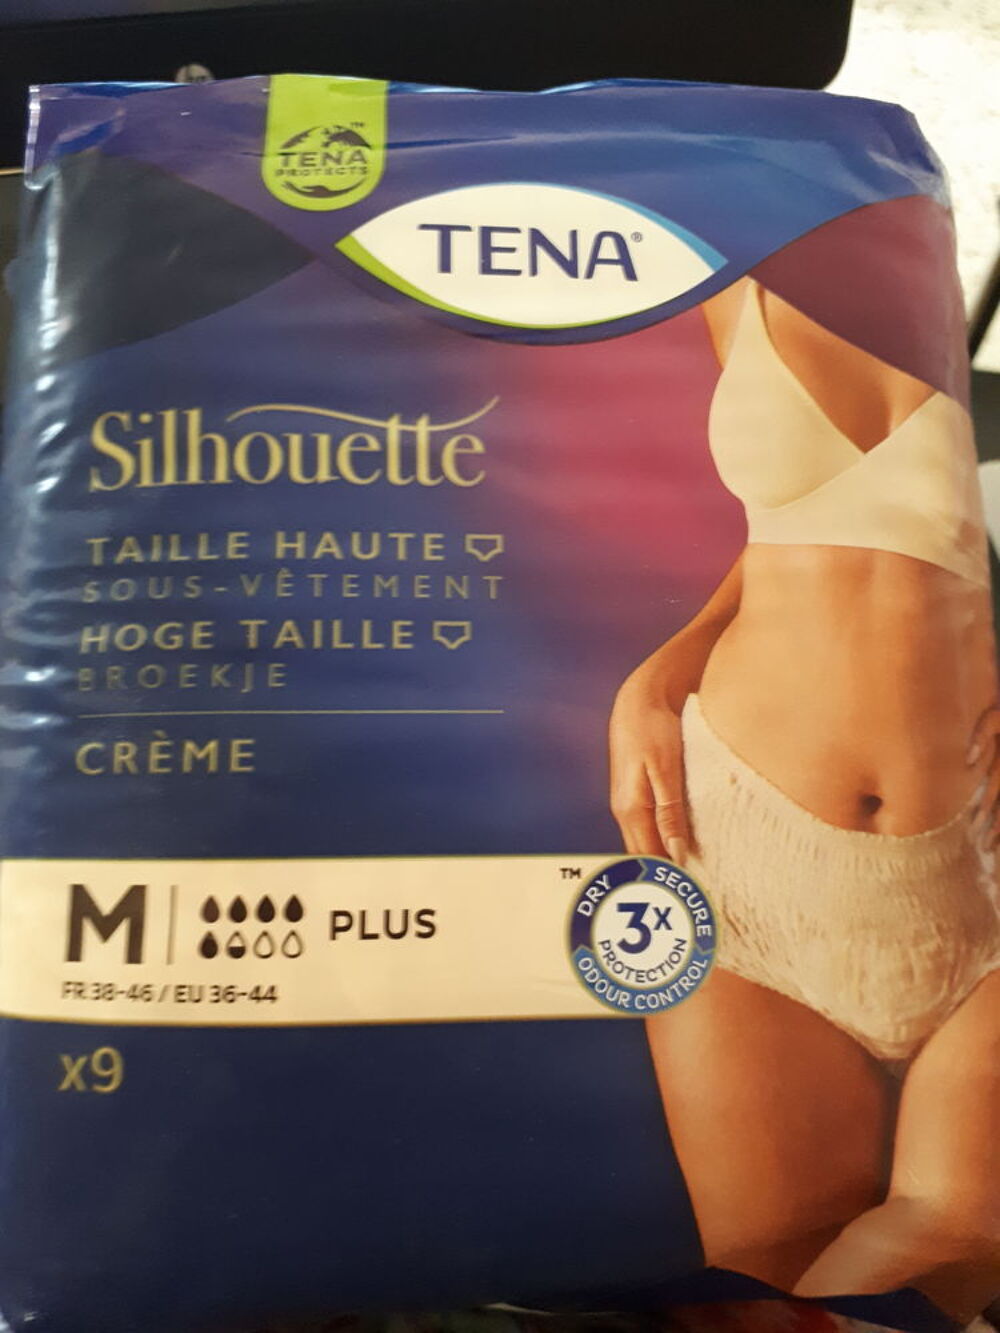 TENA
PROTECTS
™
TENA®
Silhouette
TAILLE HAUTE
SOUS-VÊTEMENT
HOGE TAILLE
BROEKJE
CRÈME
M
PLUS
FR 38-46 / EU 36-44
™
DRY
SECURE
3X
PROTECTION
ODOUR CONTROL
x9